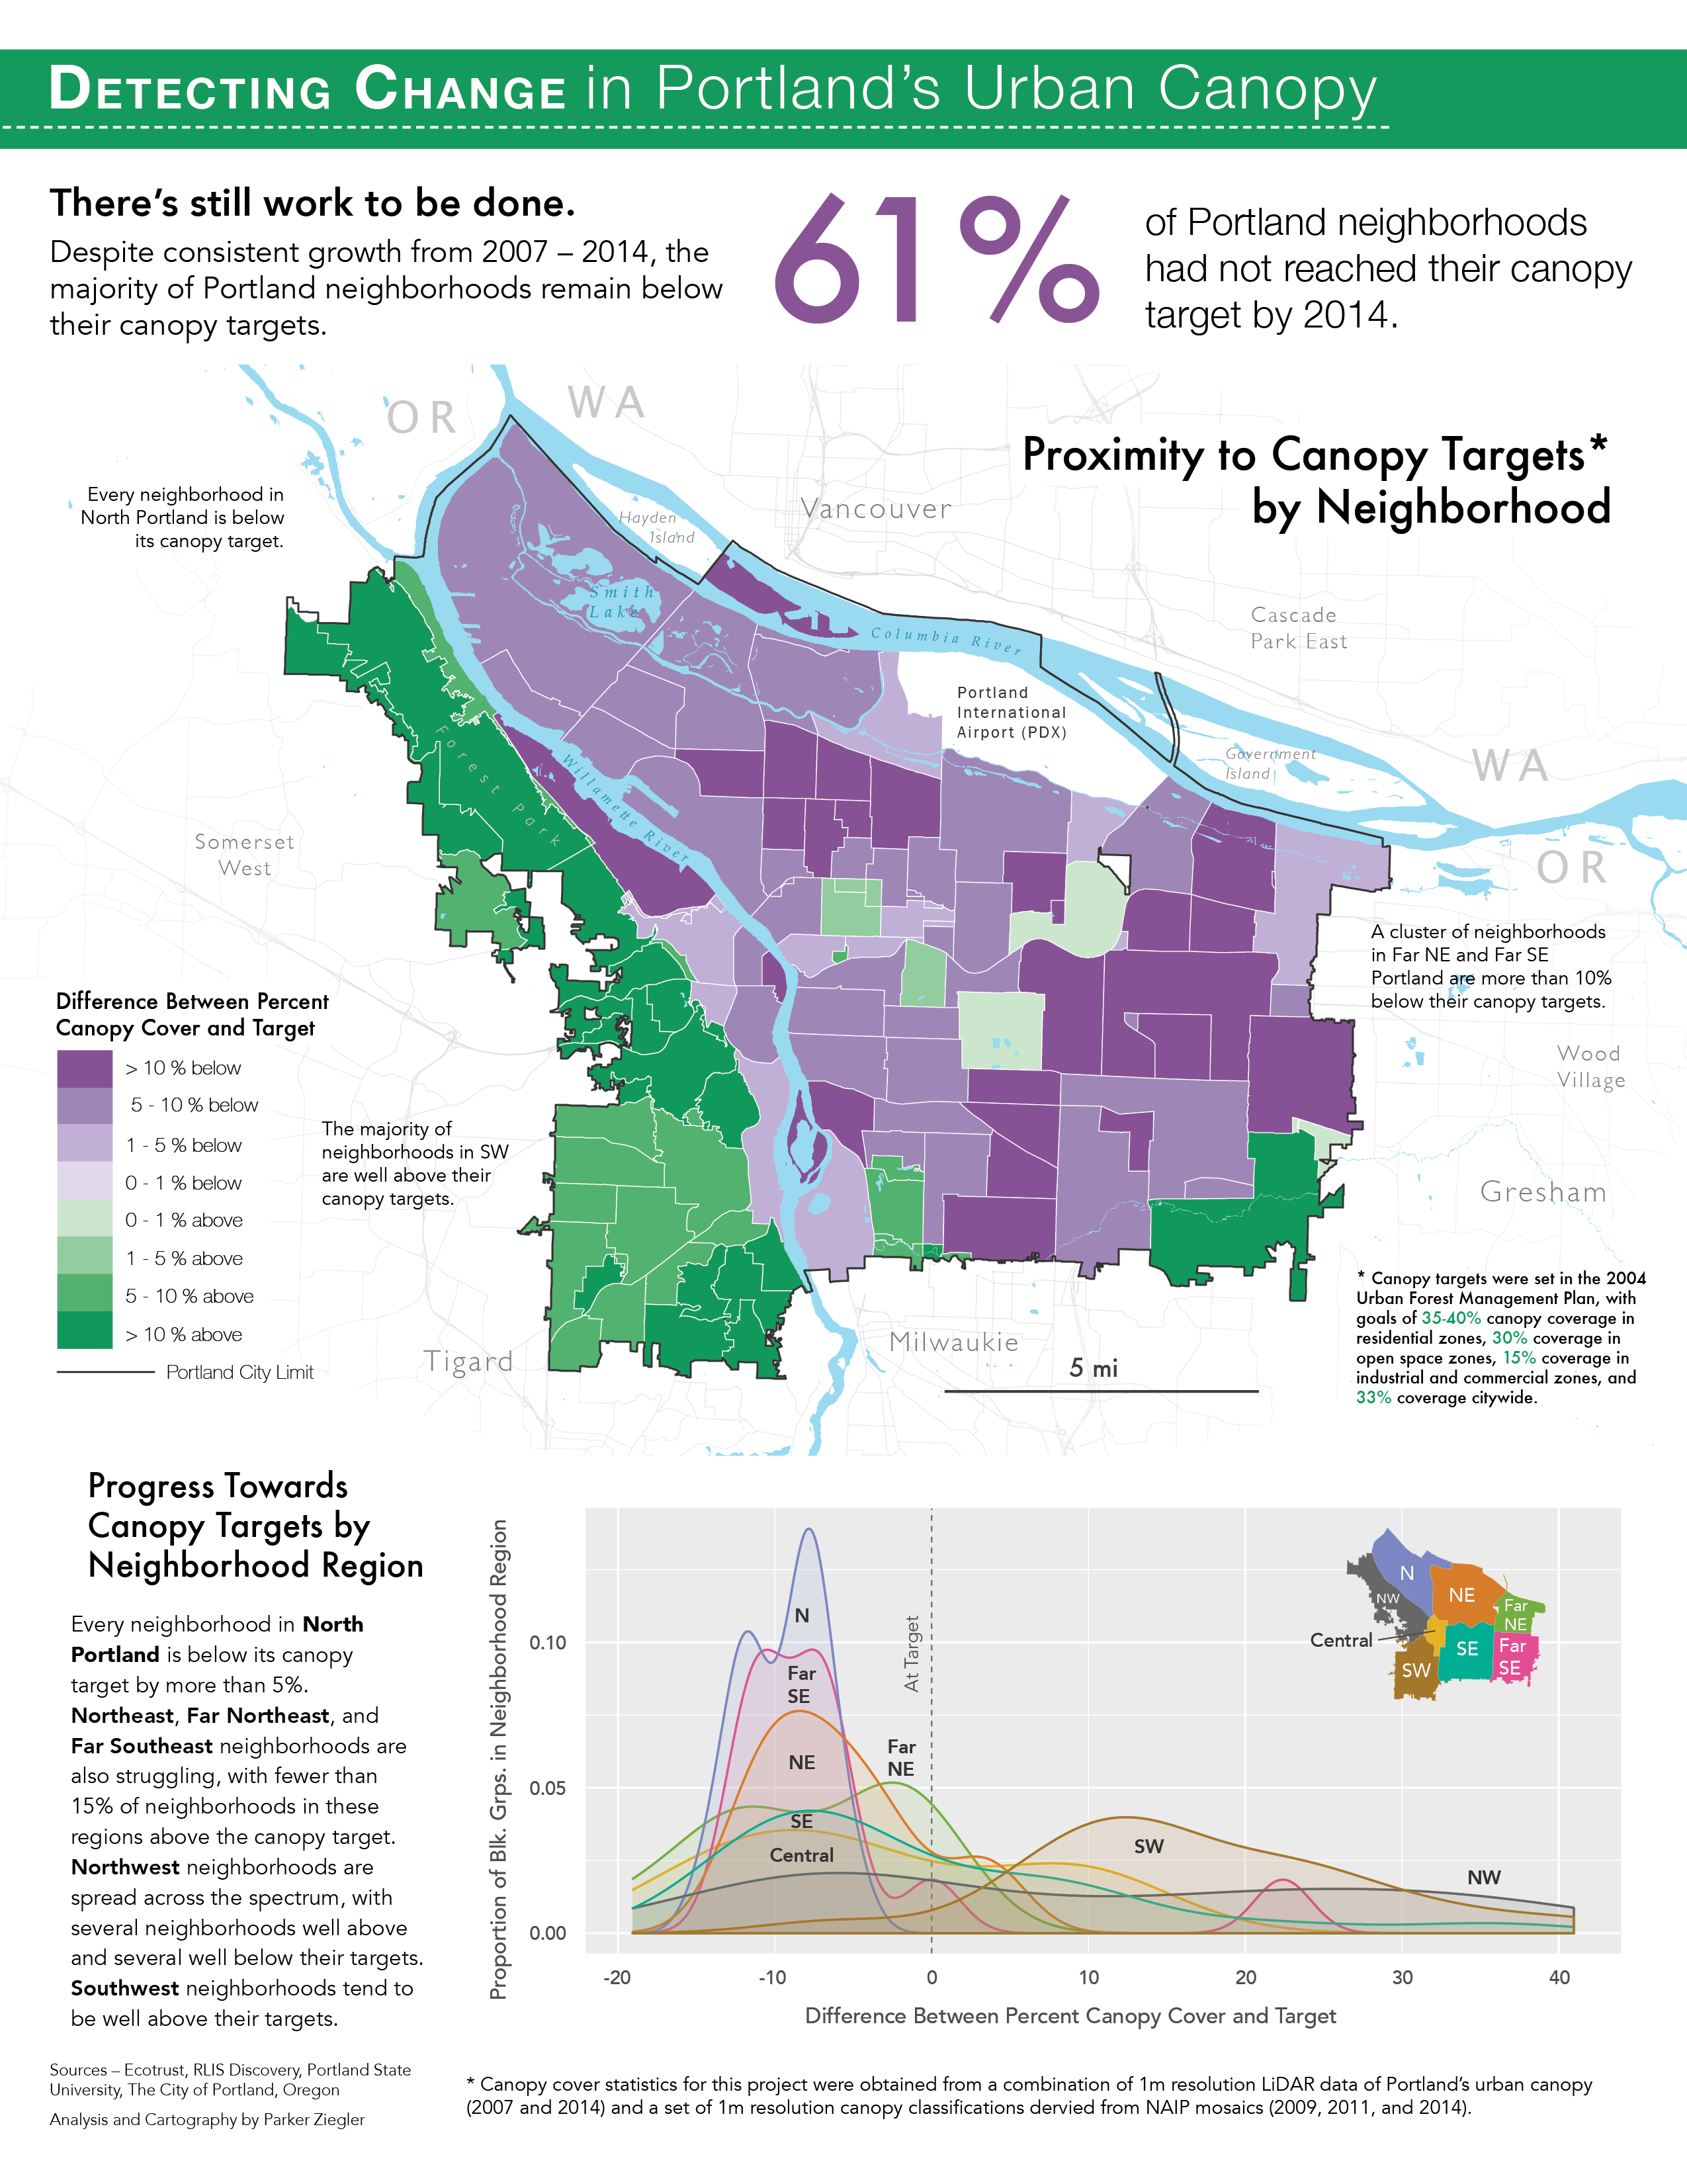 DETECTING CHANGE in Portland's Urban Canopy
There's still work to be done.
Despite consistent growth from 2007 – 2014, the
majority of Portland neighborhoods remain below
their canopy targets.
61%
of Portland neighborhoods
had not reached their canopy
target by 2014.
Proximity to Canopy Targets*
by Neighborhood
OR
WA
Vancouver
Hayden
Island
Every neighborhood in
North Portland is below
its canopy target.
Smith
Lake
Columbia River
Cascade
Park East
Portland
International
Airport (PDX)
Government
Island
WA
OR
Forest Park
Willamette River
Somerset
West
A cluster of neighborhoods
in Far NE and Far SE
Portland are more than 10%
below their canopy targets.
Wood
Village
Gresham
Difference Between Percent
Canopy Cover and Target
> 10 % below
5 - 10 % below
1 - 5 % below
0 - 1 % below
0 - 1 % above
1 - 5 % above
5 - 10 % above
> 10 % above
Portland City Limit
The majority of
neighborhoods in SW
are well above their
canopy targets.
Tigard
Milwaukie
5 mi
* Canopy targets were set in the 2004
Urban Forest Management Plan, with
goals of 35-40% canopy coverage in
residential zones, 30% coverage in
open space zones, 15% coverage in
industrial and commercial zones, and
33% coverage citywide.
Progress Towards
Canopy Targets by
Neighborhood Region
Every neighborhood in North
Portland is below its canopy
target by more than 5%.
Northeast, Far Northeast, and
Far Southeast neighborhoods are
also struggling, with fewer than
15% of neighborhoods in these
regions above the canopy target.
Northwest neighborhoods are
spread across the spectrum, with
several neighborhoods well above
and several well below their targets.
Southwest neighborhoods tend to
be well above their targets.
Proportion of Blk. Grps. in Neighborhood Region
0.10
0.05
0.00
N
Far
SE
NE
Far
NE
SE
Central
SW
NW
At Target
N
NW
NE
Far
NE
Central
SE
Far
SE
SW
-20
-10
0
10
20
30
40
Difference Between Percent Canopy Cover and Target
Sources – Ecotrust, RLIS Discovery, Portland State
University, The City of Portland, Oregon
Analysis and Cartography by Parker Ziegler
* Canopy cover statistics for this project were obtained from a combination of 1m resolution LiDAR data of Portland's urban canopy
(2007 and 2014) and a set of 1m resolution canopy classifications dervied from NAIP mosaics (2009, 2011, and 2014).